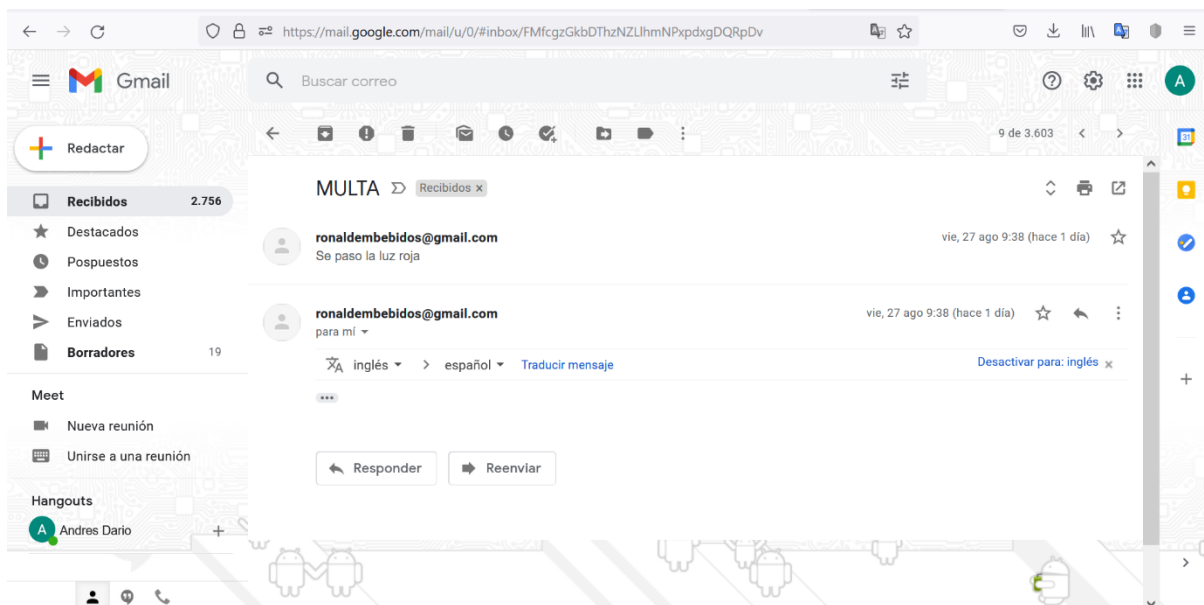 https://mail.google.com/mail/u/0/#inbox/FMfcgzGkbDThzNZLlhmNPxpdxgDQRpDv
Gmail
Buscar correo
A
Redactar
9 de 3.603
31
Recibidos 2.756
Destacados
Pospuestos
Importantes
Enviados
Borradores 19
Meet
Nueva reunión
Unirse a una reunión
Hangouts
A Andres Dario
MULTA Recibidos x
ronaldembebidos@gmail.com vie, 27 ago 9:38 (hace 1 día)
Se paso la luz roja
ronaldembebidos@gmail.com vie, 27 ago 9:38 (hace 1 día)
para mí
inglés > español Traducir mensaje Desactivar para: inglés x
Responder Reenviar